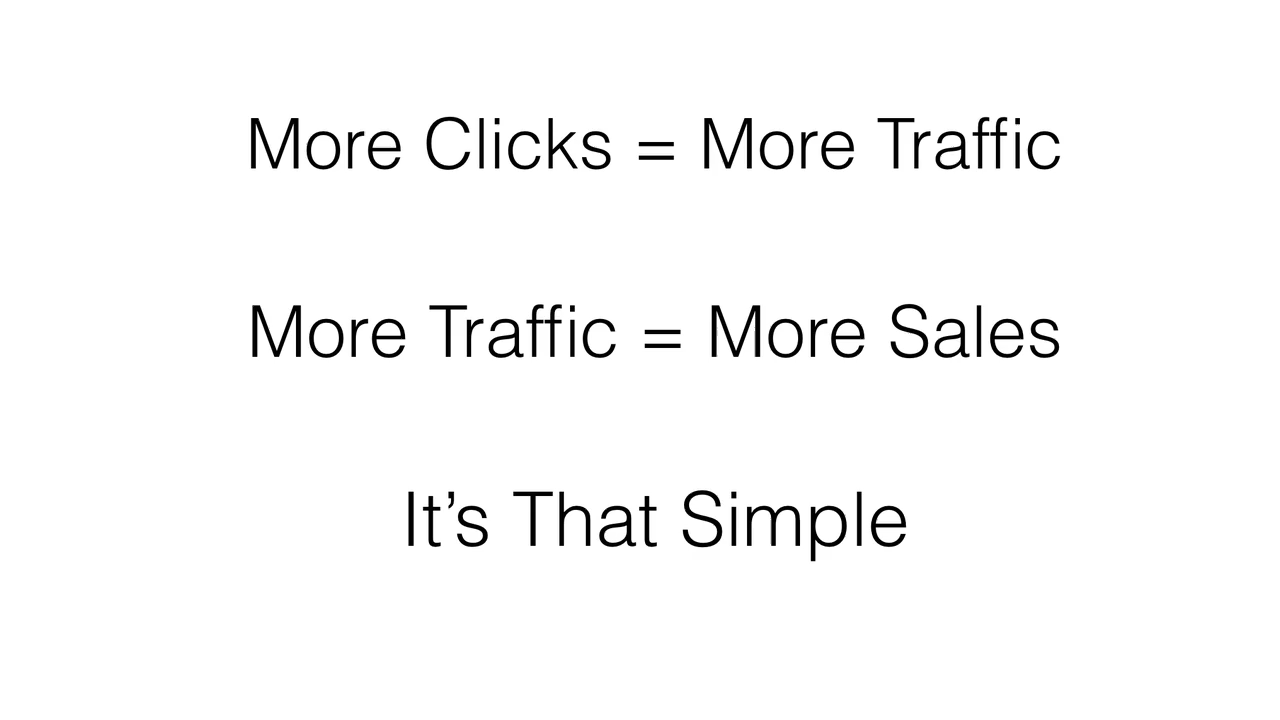 More Clicks = More Traffic
More Traffic = More Sales
It’s That Simple